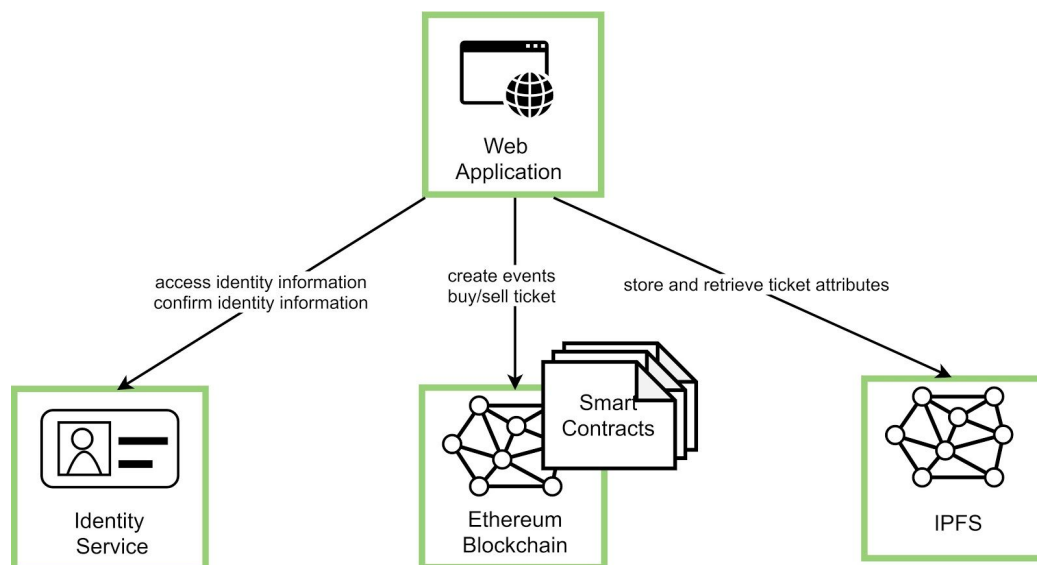 Web
Application
access identity information
confirm identity information
create events
buy/sell ticket
store and retrieve ticket attributes
Smart
Contracts
Identity
Service
Ethereum
Blockchain
IPFS